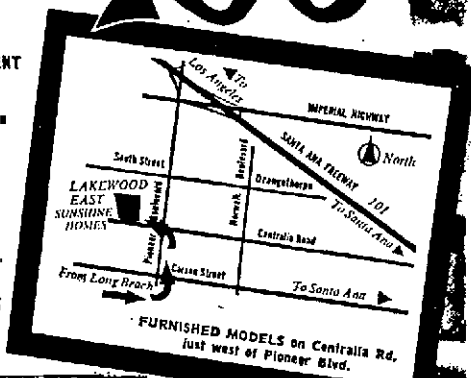 NT
To
Los Angeles
IMPERIAL HIGHWAY
SANTA ANA FREEWAY 101
North
South Street
Norwalk Boulevard
Orangethorpe
To Santa Ana
LAKEWOOD
EAST
SUNSHINE
HOMES
Pioneer Boulevard
Centralia Road
Carson Street
From Long Beach
To Santa Ana
FURNISHED MODELS on Centralia Rd,
just west of Pioneer Blvd.